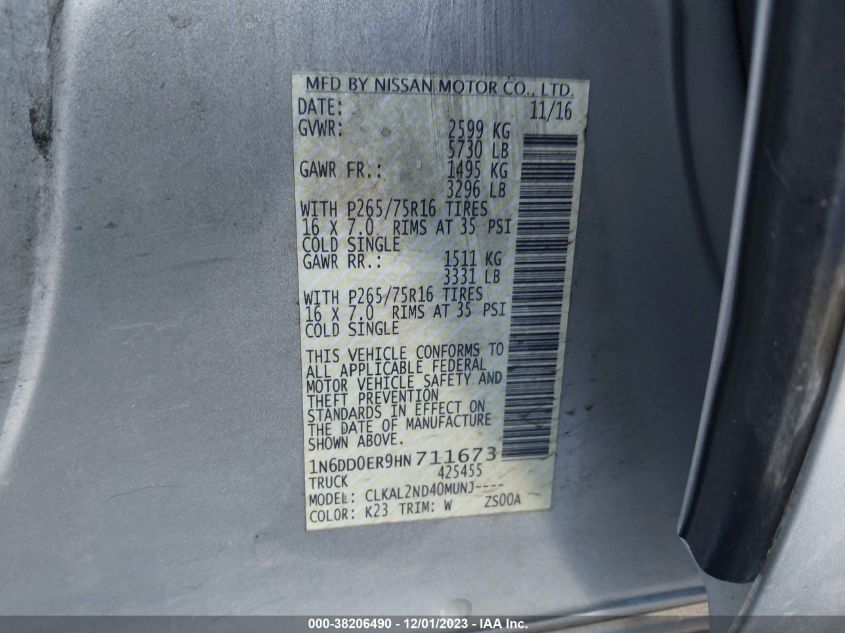 MFD BY NISSAN MOTOR CO., LTD.
DATE: 11/16
GVWR: 2599 KG
5730 LB
GAWR FR.: 1495 KG
3296 LB
WITH P265/75R16 TIRES
16 X 7.0 RIMS AT 35 PSI
COLD SINGLE
GAWR RR.: 1511 KG
3331 LB
WITH P265/75R16 TIRES
16 X 7.0 RIMS AT 35 PSI
COLD SINGLE
THIS VEHICLE CONFORMS TO
ALL APPLICABLE FEDERAL
MOTOR VEHICLE SAFETY AND
THEFT PREVENTION
STANDARDS IN EFFECT ON
THE DATE OF MANUFACTURE
SHOWN ABOVE.
1N6DD0ER9HN711673
TRUCK 425455
MODEL: CLKAL2ND40MUNJ----
COLOR: K23 TRIM: W ZS00A
000-38206490 - 12/01/2023 - IAA Inc.